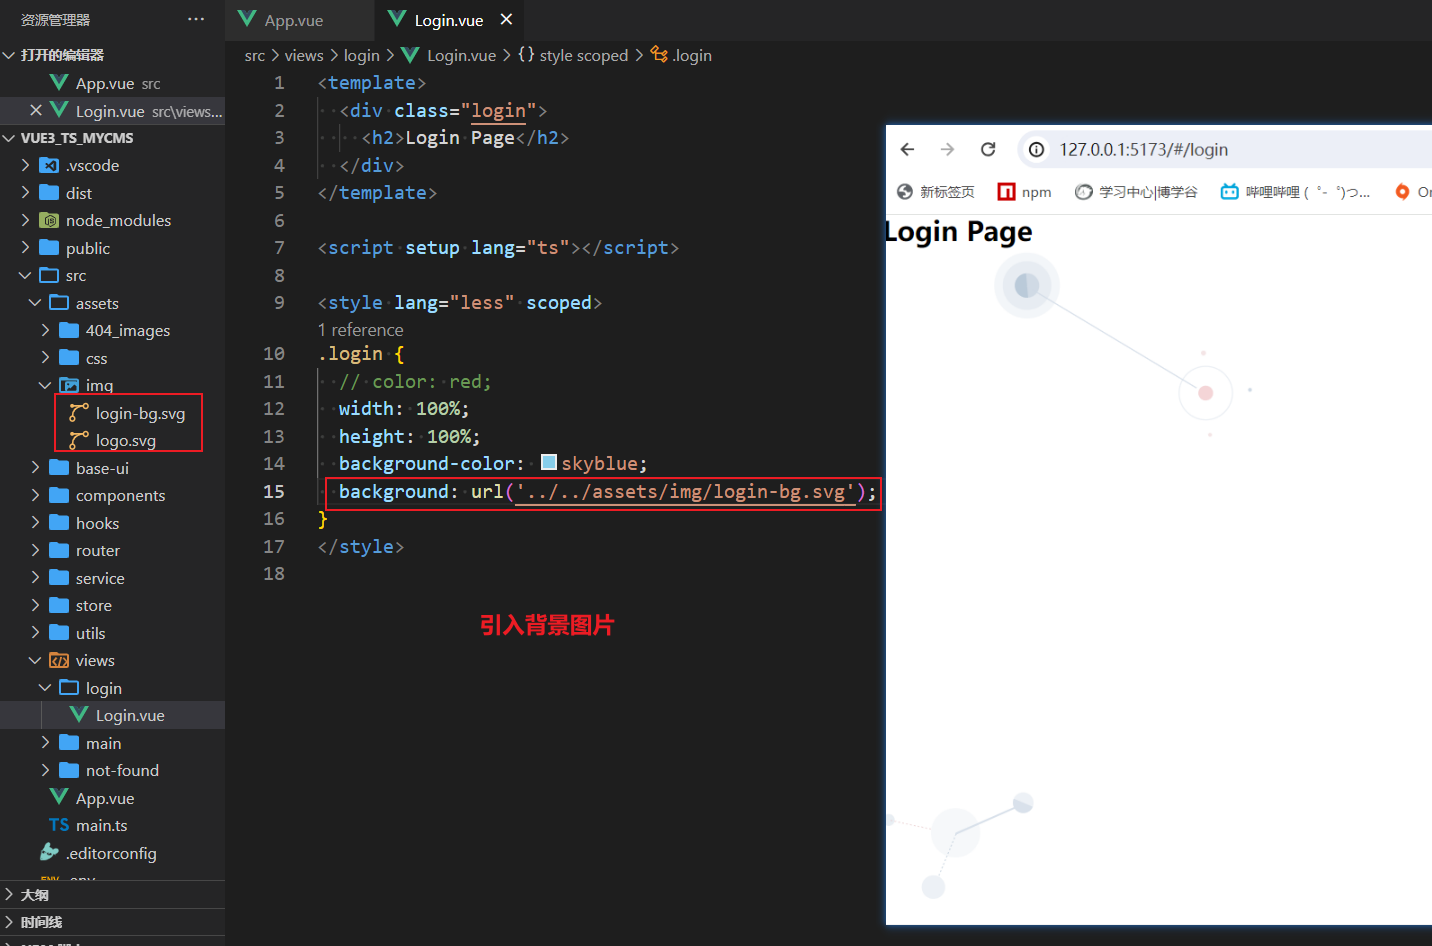 资源管理器
···
打开的编辑器
App.vue src
Login.vue src\views...
VUE3_TS_MYCMS
.vscode
dist
node_modules
public
src
assets
404_images
css
img
login-bg.svg
logo.svg
base-ui
components
hooks
router
service
store
utils
views
login
Login.vue
main
not-found
App.vue
TS main.ts
.editorconfig
大纲
时间线
App.vue
Login.vue
src > views > login > Login.vue > {} style scoped > .login
1 <template>
2 <div class="login">
3 <h2>Login Page</h2>
4 </div>
5 </template>
6
7 <script setup lang="ts"></script>
8
9 <style lang="less" scoped>
1 reference
10 .login {
11 // color: red;
12 width: 100%;
13 height: 100%;
14 background-color: skyblue;
15 background: url('../../assets/img/login-bg.svg');
16 }
17 </style>
18
引入背景图片
127.0.0.1:5173/#/login
新标签页
npm
学习中心|博学谷
哔哩哔哩 ( ゜- ゜)つ...
Login Page